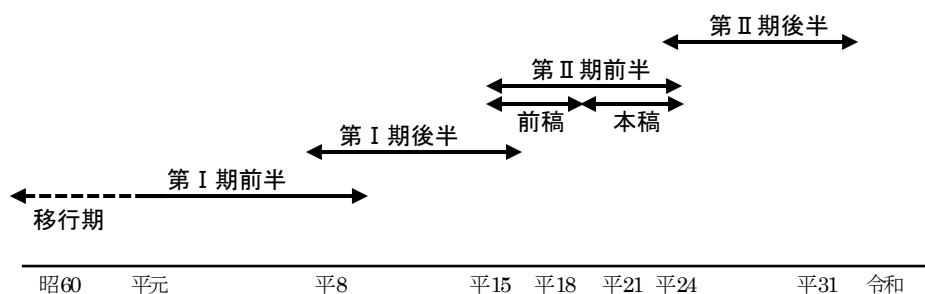 第Ⅱ期後半
第Ⅱ期前半
前稿 本稿
第Ⅰ期後半
第Ⅰ期前半
移行期
昭60 平元 平8 平15 平18 平21 平24 平31 令和